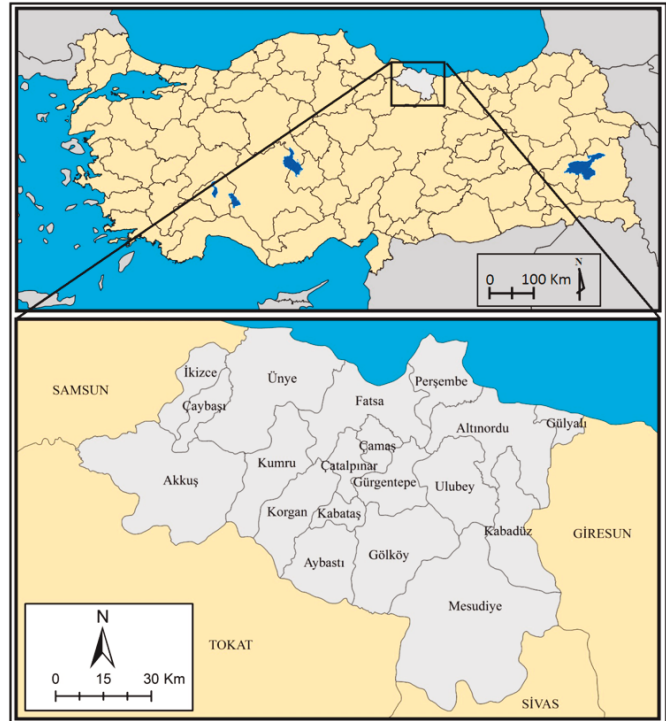 N
0 100 Km
SAMSUN
İkizce
Ünye
Perşembe
Çaybaşı
Fatsa
Altınordu
Gülyalı
Çamaş
Akkuş
Kumru
Çatalpınar
Gürgentepe
Ulubey
Korgan
Kabataş
Kabadüz
GİRESUN
Aybastı
Gölköy
Mesudiye
N
TOKAT
0 15 30 Km
SİVAS